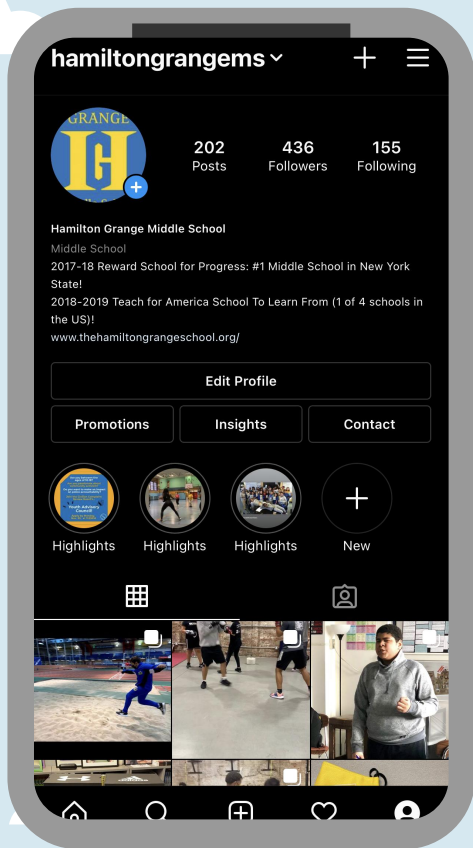 hamiltongrangems
GRANGE
H
G
202
436
155
Posts
Followers
Following
Hamilton Grange Middle School
Middle School
2017-18 Reward School for Progress: #1 Middle School in New York
State!
2018-2019 Teach for America School To Learn From (1 of 4 schools in
the US)!
www.thehamiltongrangeschool.org/
Edit Profile
Promotions
Insights
Contact
Youth Advisory
Council!
Highlights
Highlights
Highlights
New